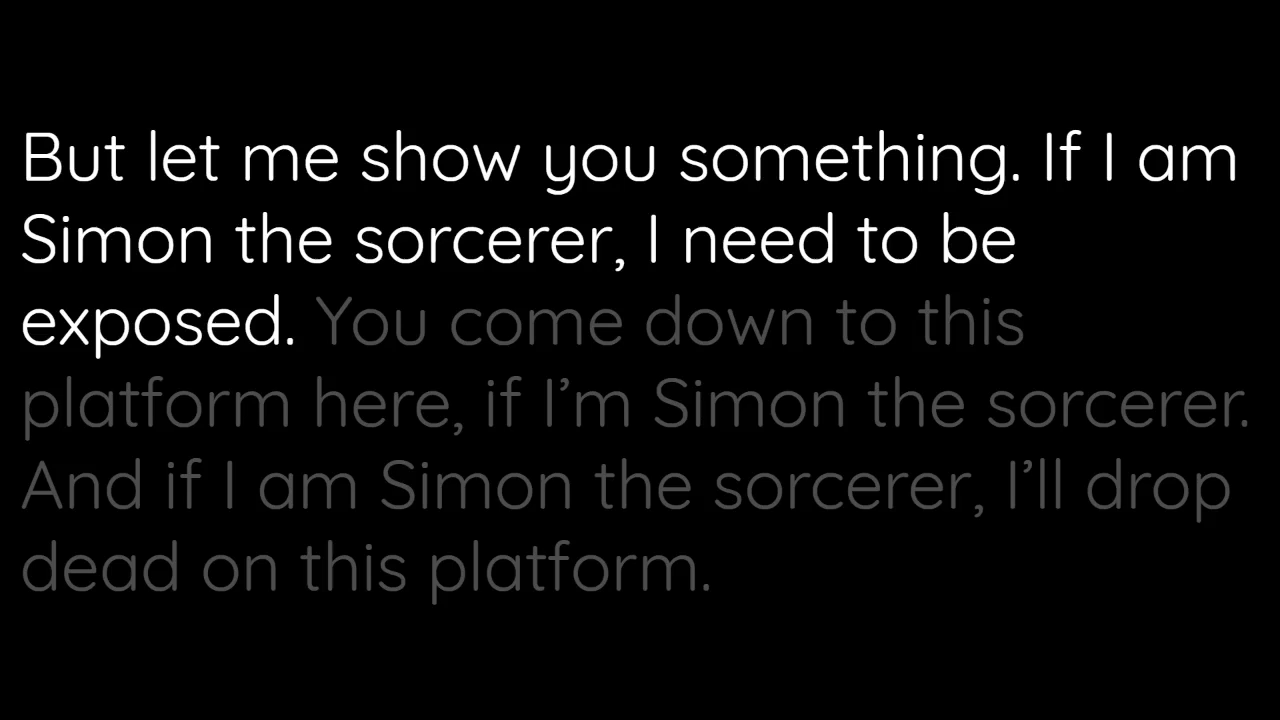 But let me show you something. If I am
Simon the sorcerer, I need to be
exposed. You come down to this
platform here, if I’m Simon the sorcerer.
And if I am Simon the sorcerer, I’ll drop
dead on this platform.